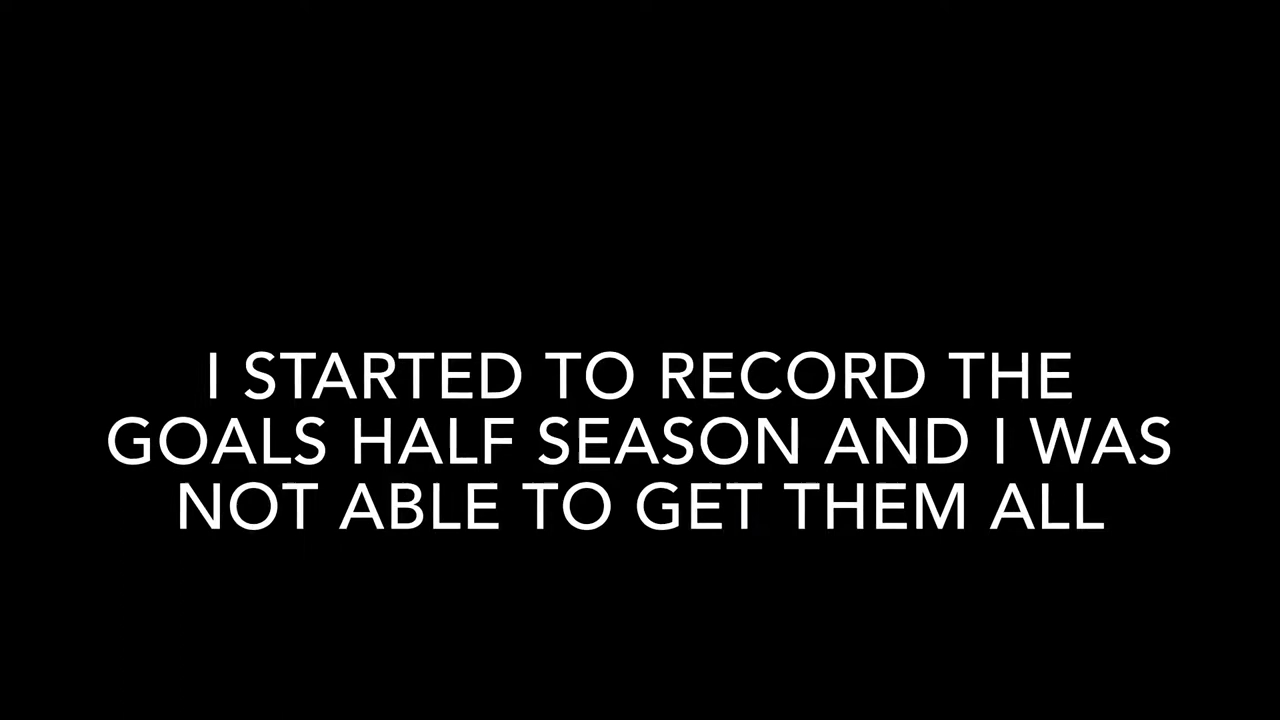 I STARTED TO RECORD THE
GOALS HALF SEASON AND I WAS
NOT ABLE TO GET THEM ALL